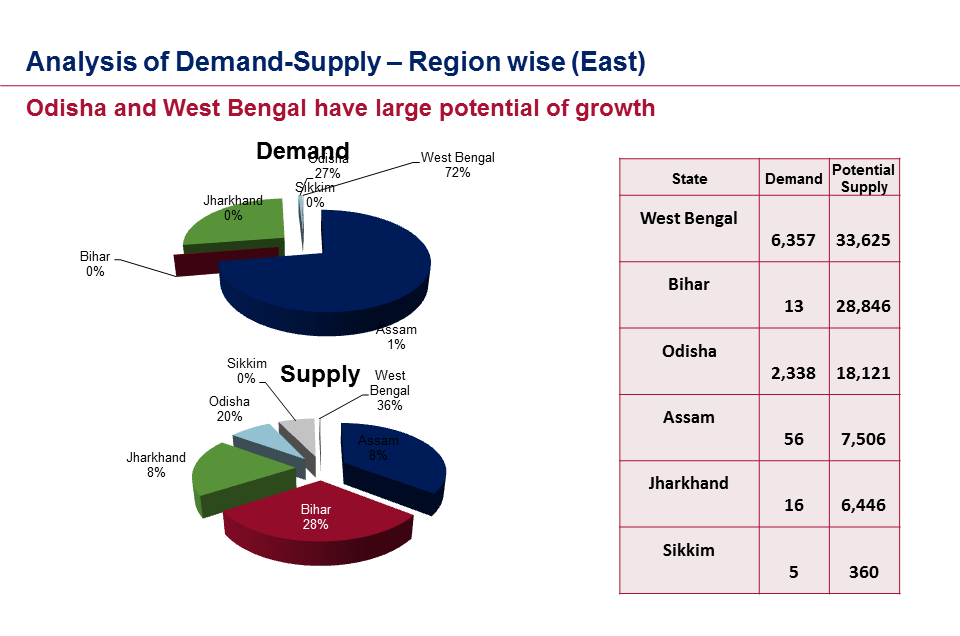 Analysis of Demand-Supply – Region wise (East)
Odisha and West Bengal have large potential of growth
Demand
Odisha
27%
West Bengal
72%
Sikkim
0%
Jharkhand
0%
Bihar
0%
Assam
1%
Supply
Sikkim
0%
West
Bengal
36%
Odisha
20%
Assam
8%
Jharkhand
8%
Bihar
28%
State Demand Potential
Supply
West Bengal
6,357 33,625
Bihar
13 28,846
Odisha
2,338 18,121
Assam
56 7,506
Jharkhand
16 6,446
Sikkim
5 360